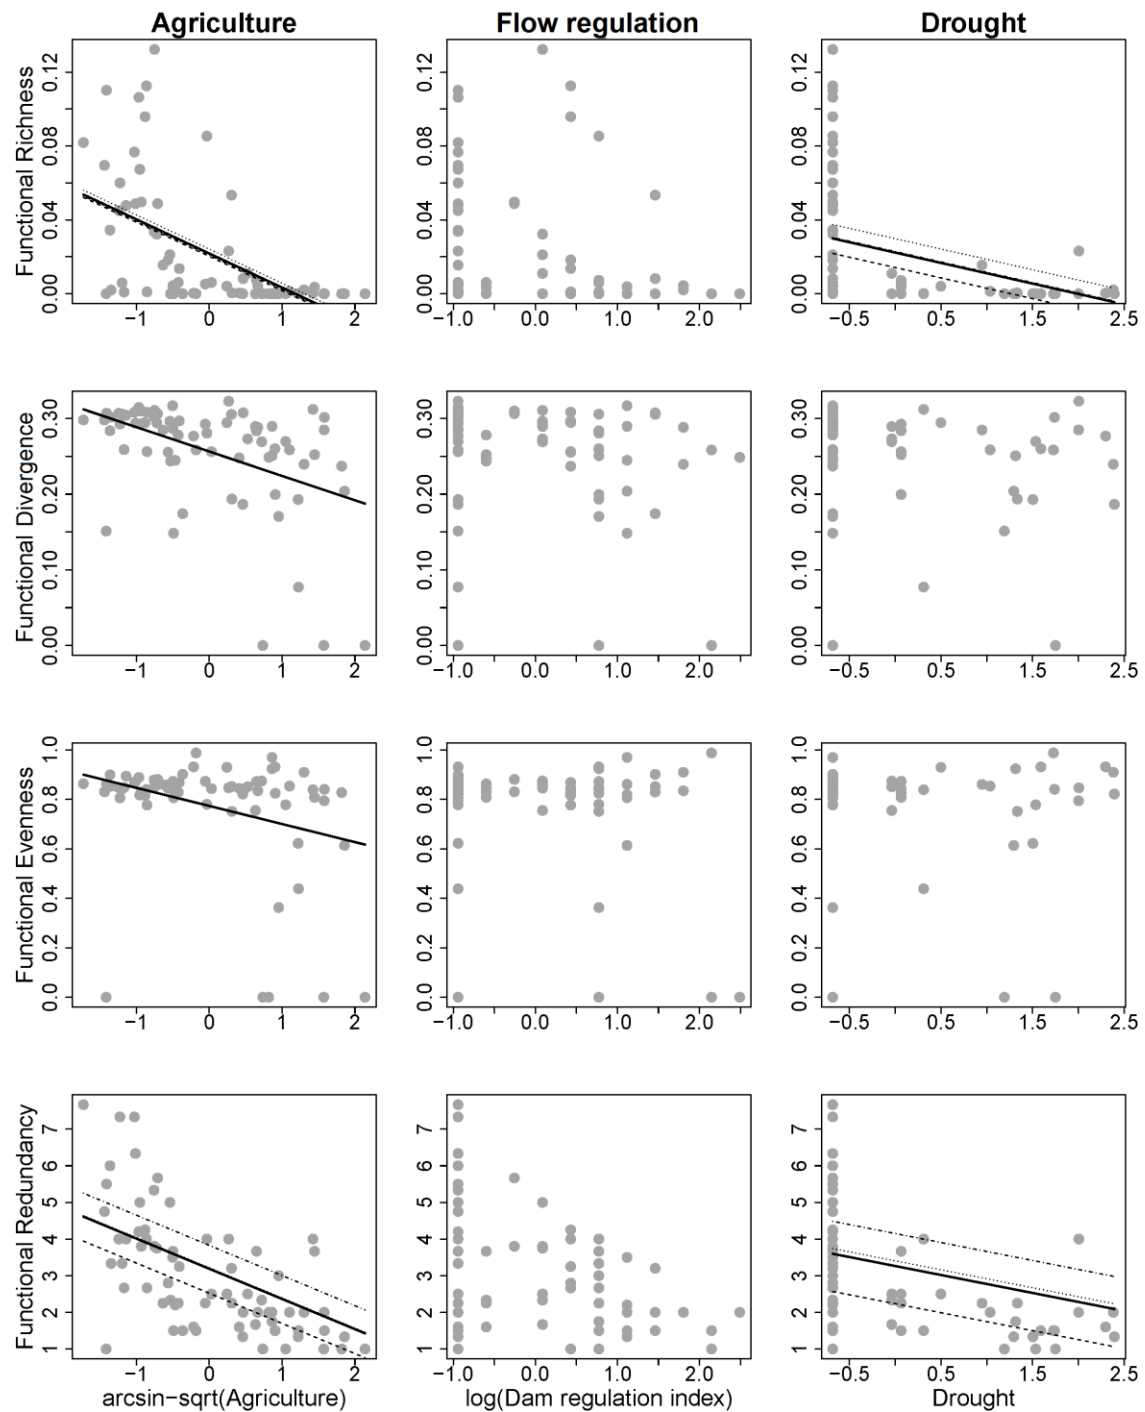 Agriculture Flow regulation Drought
Functional Richness
0.00 0.04 0.08 0.12
−1 0 1 2
0.00 0.04 0.08 0.12
−1.0 0.0 1.0 2.0
0.00 0.04 0.08 0.12
−0.5 0.5 1.5 2.5
Functional Divergence
0.00 0.10 0.20 0.30
−1 0 1 2
0.00 0.10 0.20 0.30
−1.0 0.0 1.0 2.0
0.00 0.10 0.20 0.30
−0.5 0.5 1.5 2.5
Functional Evenness
0.0 0.2 0.4 0.6 0.8 1.0
−1 0 1 2
0.0 0.2 0.4 0.6 0.8 1.0
−1.0 0.0 1.0 2.0
0.0 0.2 0.4 0.6 0.8 1.0
−0.5 0.5 1.5 2.5
Functional Redundancy
1 2 3 4 5 6 7
−1 0 1 2
1 2 3 4 5 6 7
−1.0 0.0 1.0 2.0
1 2 3 4 5 6 7
−0.5 0.5 1.5 2.5
arcsin−sqrt(Agriculture) log(Dam regulation index) Drought